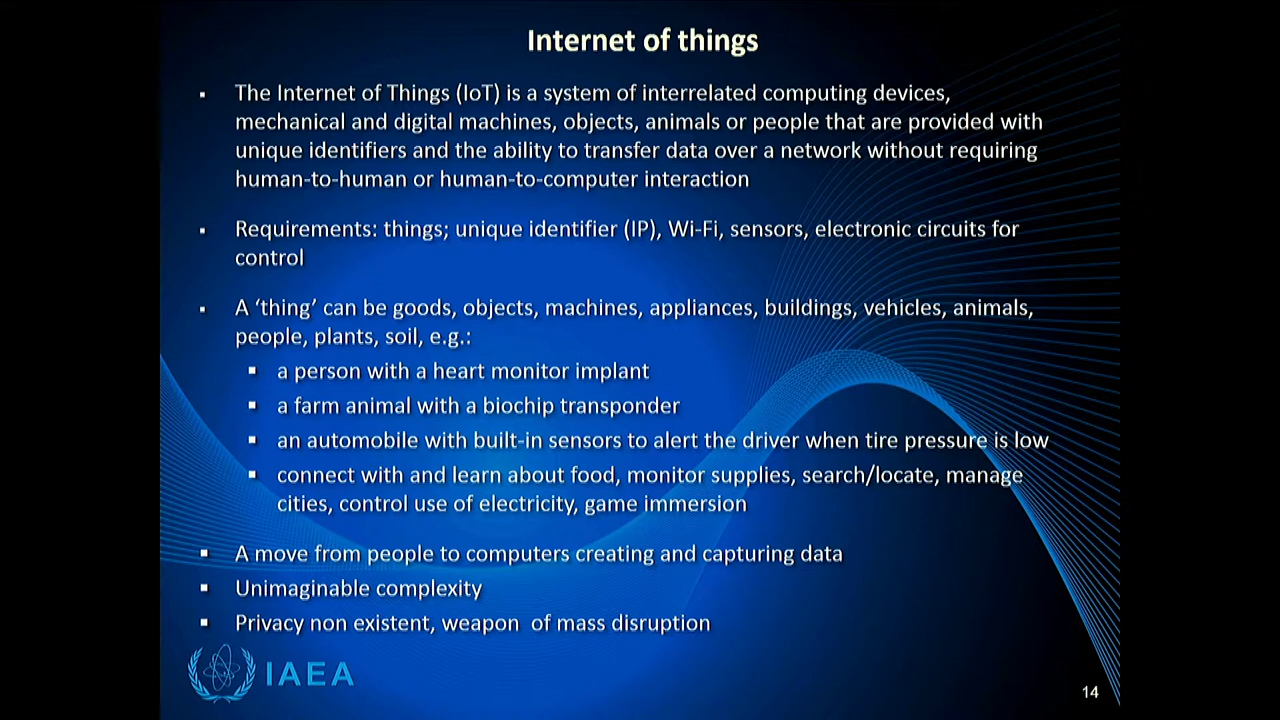 Internet of things
▪ The Internet of Things (IoT) is a system of interrelated computing devices,
mechanical and digital machines, objects, animals or people that are provided with
unique identifiers and the ability to transfer data over a network without requiring
human-to-human or human-to-computer interaction
▪ Requirements: things; unique identifier (IP), Wi-Fi, sensors, electronic circuits for
control
▪ A ‘thing’ can be goods, objects, machines, appliances, buildings, vehicles, animals,
people, plants, soil, e.g.:
▪ a person with a heart monitor implant
▪ a farm animal with a biochip transponder
▪ an automobile with built-in sensors to alert the driver when tire pressure is low
▪ connect with and learn about food, monitor supplies, search/locate, manage
cities, control use of electricity, game immersion
▪ A move from people to computers creating and capturing data
▪ Unimaginable complexity
▪ Privacy non existent, weapon of mass disruption
IAEA
14